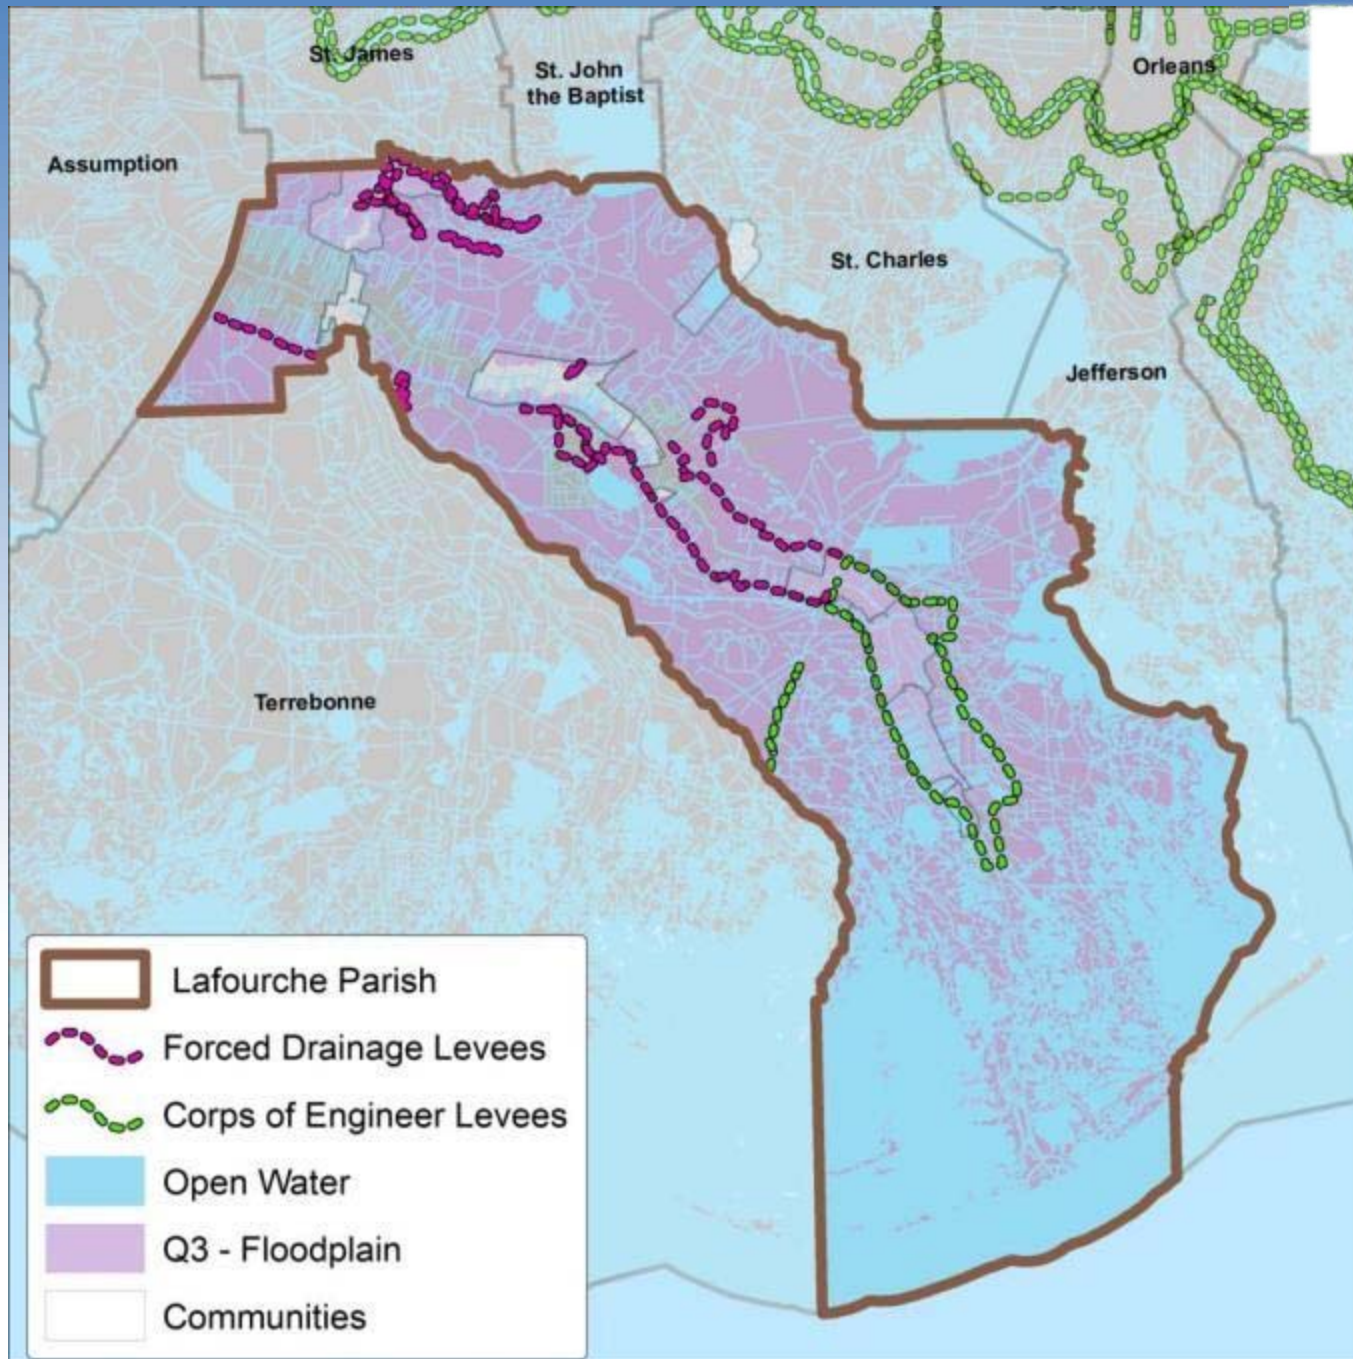 St. James
St. John
the Baptist
Orleans
Assumption
St. Charles
Jefferson
Terrebonne
Lafourche Parish
Forced Drainage Levees
Corps of Engineer Levees
Open Water
Q3 - Floodplain
Communities